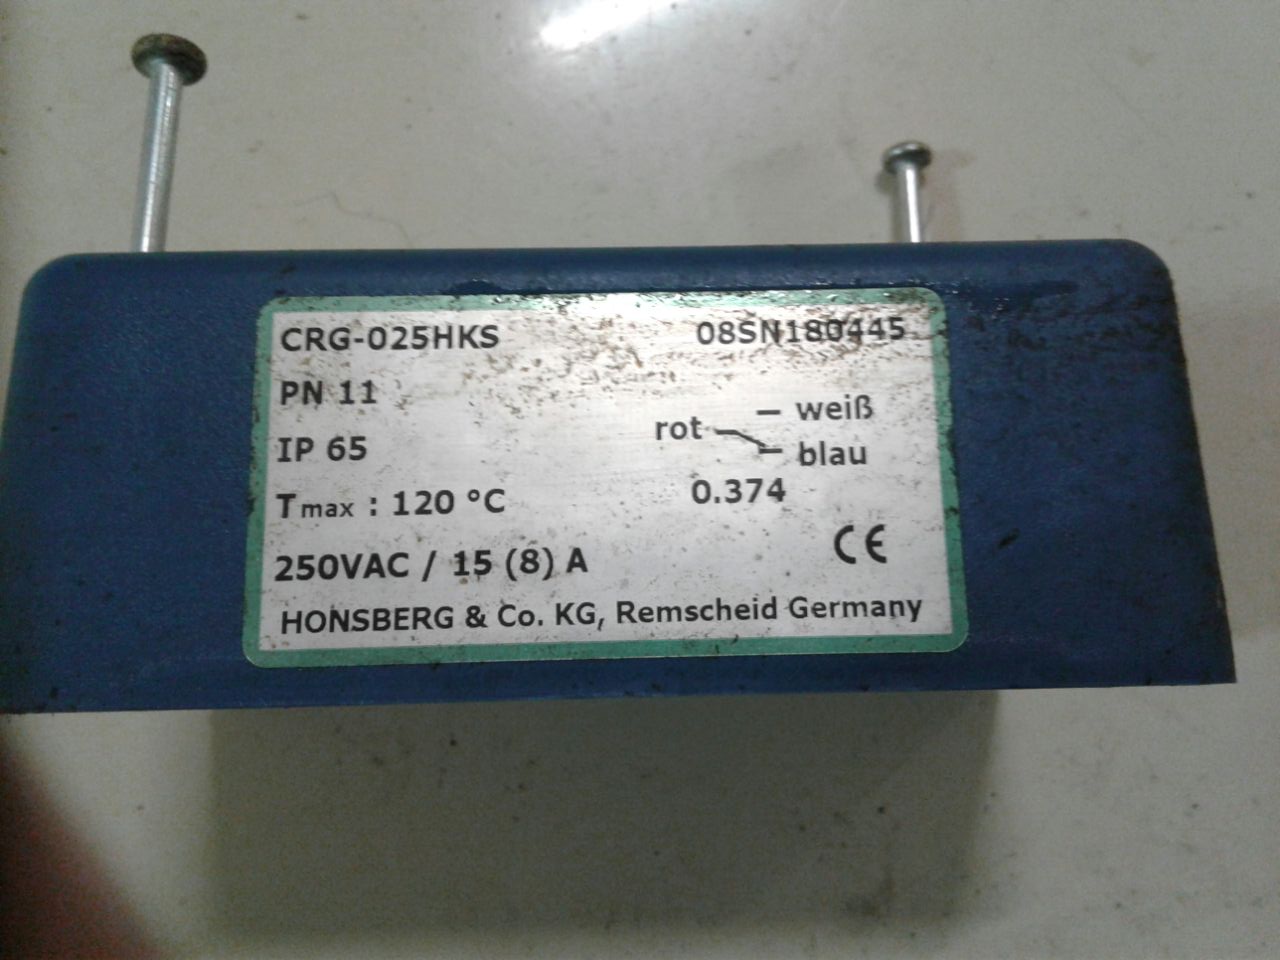 CRG-025HKS 08SN180445
PN 11
– weiß
rot
IP 65
– blau
Tmax : 120 °C 0.374
CE
250VAC / 15 (8) A
HONSBERG & Co. KG, Remscheid Germany